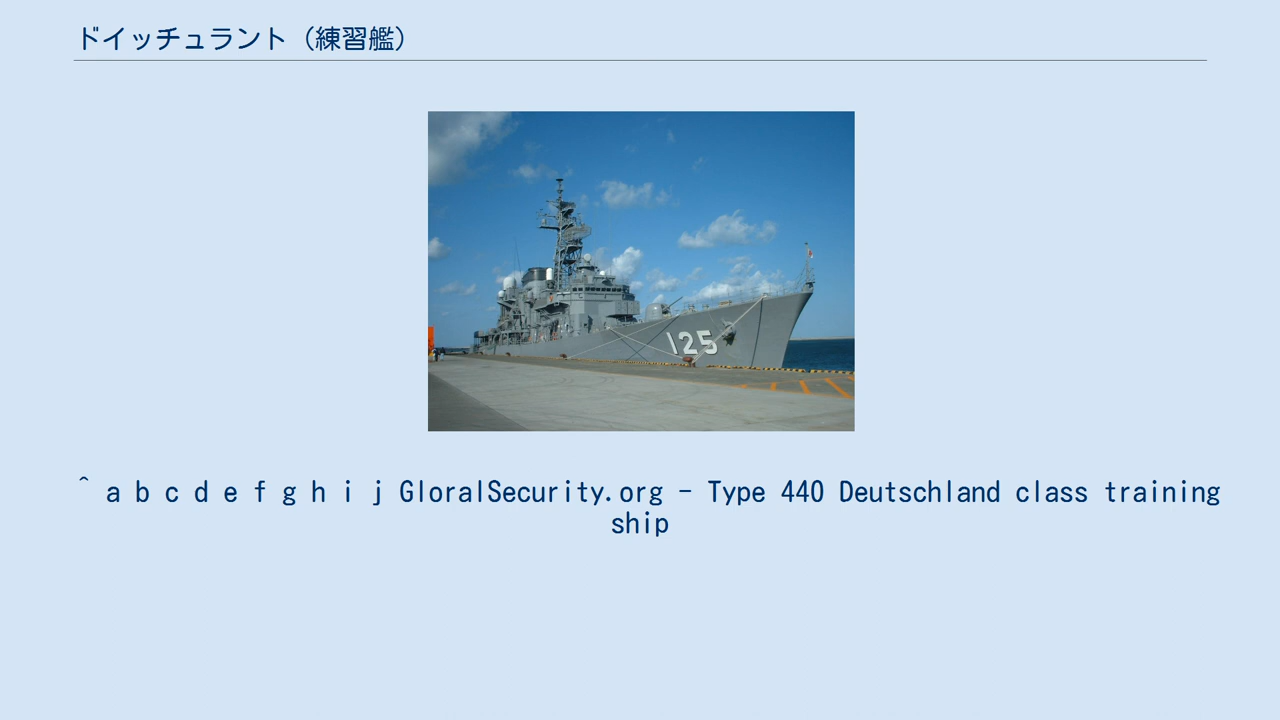 ドイッチュラント（練習艦）
125
^ a b c d e f g h i j GloralSecurity.org - Type 440 Deutschland class training
ship